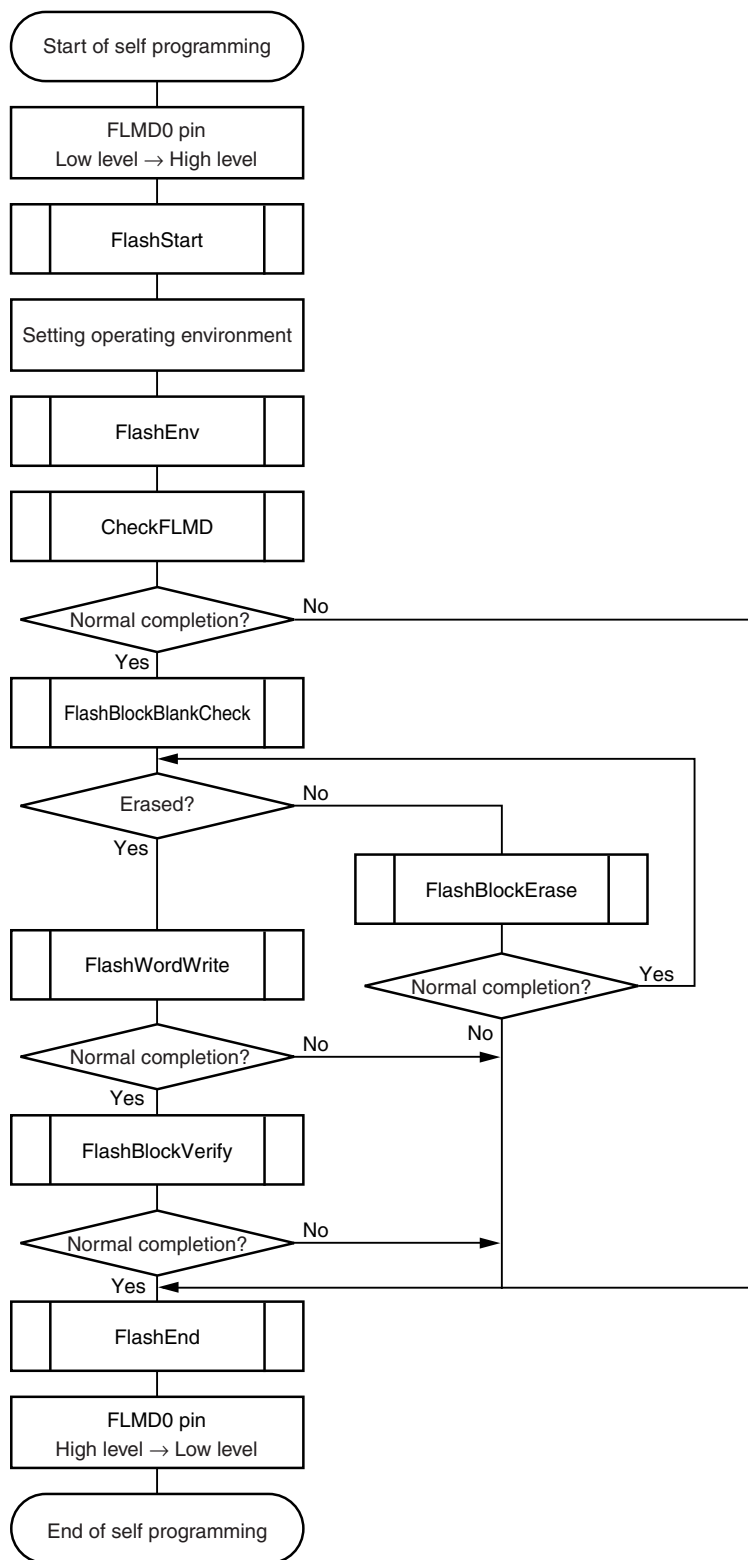 Start of self programming
FLMD0 pin
Low level → High level
FlashStart
Setting operating environment
FlashEnv
CheckFLMD
Normal completion?
No
Yes
FlashBlockBlankCheck
Erased?
No
Yes
FlashBlockErase
FlashWordWrite
Normal completion?
Yes
No
Normal completion?
No
Yes
FlashBlockVerify
Normal completion?
No
Yes
FlashEnd
FLMD0 pin
High level → Low level
End of self programming